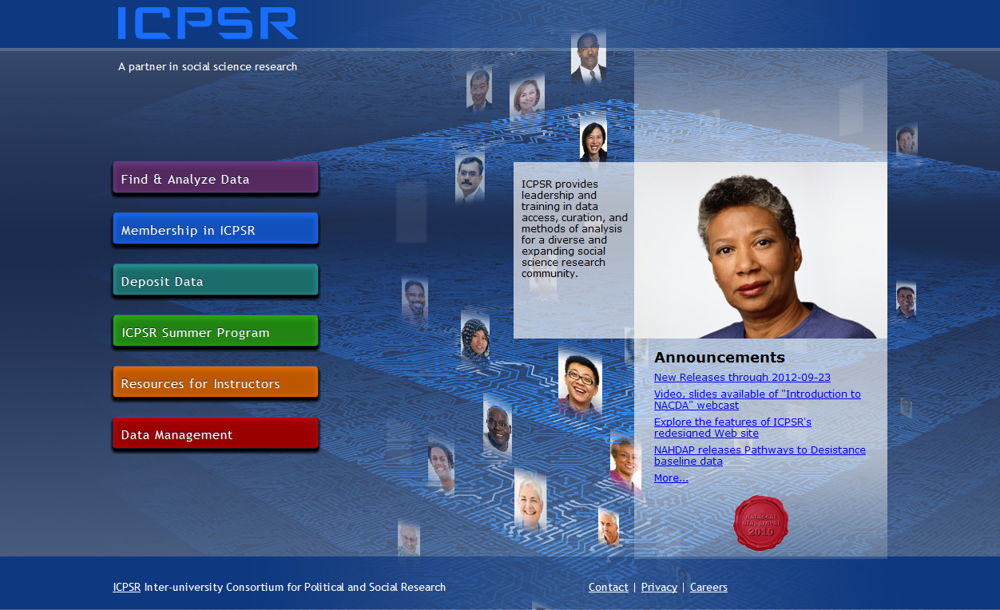 ICPSR
A partner in social science research
Find & Analyze Data
Membership in ICPSR
Deposit Data
ICPSR Summer Program
Resources for Instructors
Data Management
ICPSR provides
leadership and
training in data
access, curation, and
methods of analysis
for a diverse and
expanding social
science research
community.
Announcements
New Releases through 2012-09-23
Video, slides available of "Introduction to
NACDA" webcast
Explore the features of ICPSR's
redesigned Web site
NAHDAP releases Pathways to Desistance
baseline data
More...
dataseal
ofapproval
2010
ICPSR Inter-university Consortium for Political and Social Research
Contact | Privacy | Careers